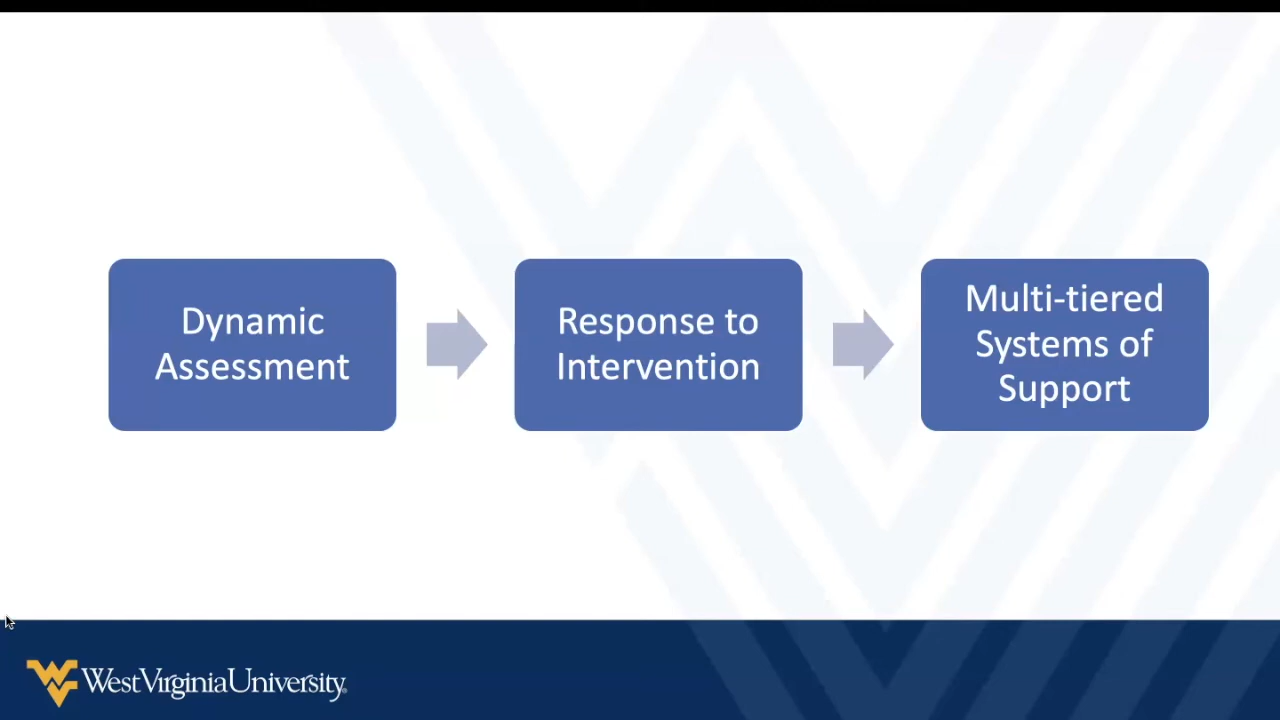 Dynamic
Assessment
Response to
Intervention
Multi-tiered
Systems of
Support
WestVirginiaUniversity.